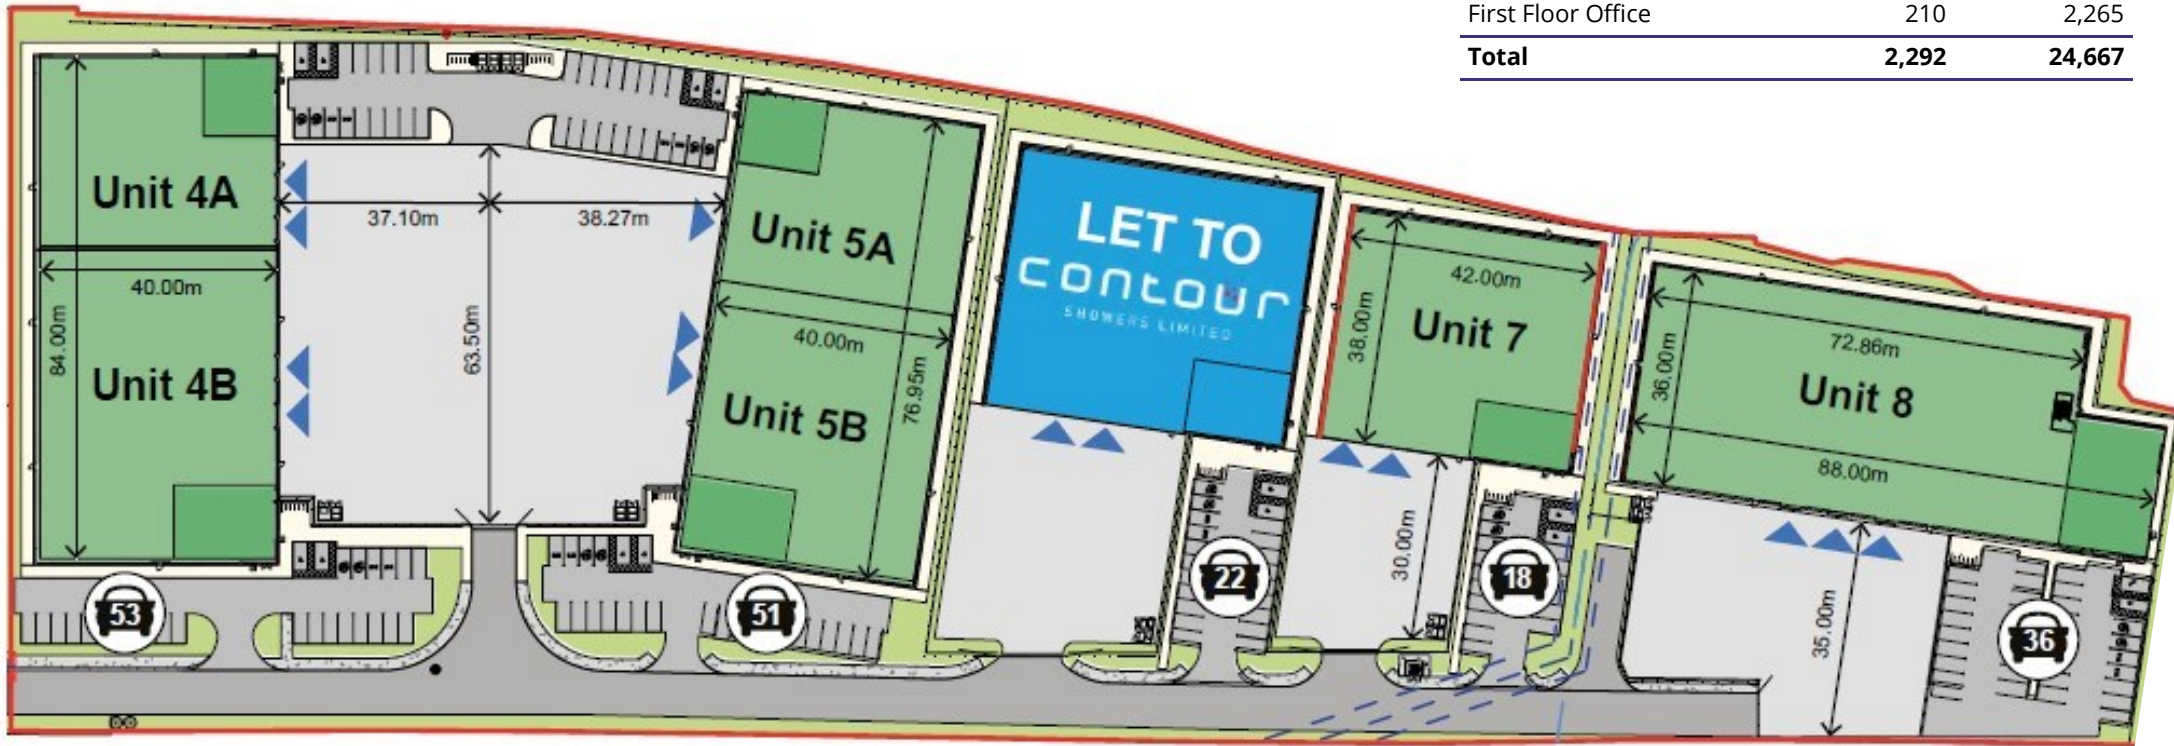 First Floor Office 210 2,265
Total 2,292 24,667
Unit 4A
37.10m
38.27m
40.00m
84.00m
Unit 4B
63.50m
53
Unit 5A
40.00m
76.95m
Unit 5B
51
LET TO
contour
SHOWERS LIMITED
22
42.00m
38.00m
Unit 7
30.00m
18
72.86m
36.00m
Unit 8
88.00m
35.00m
36